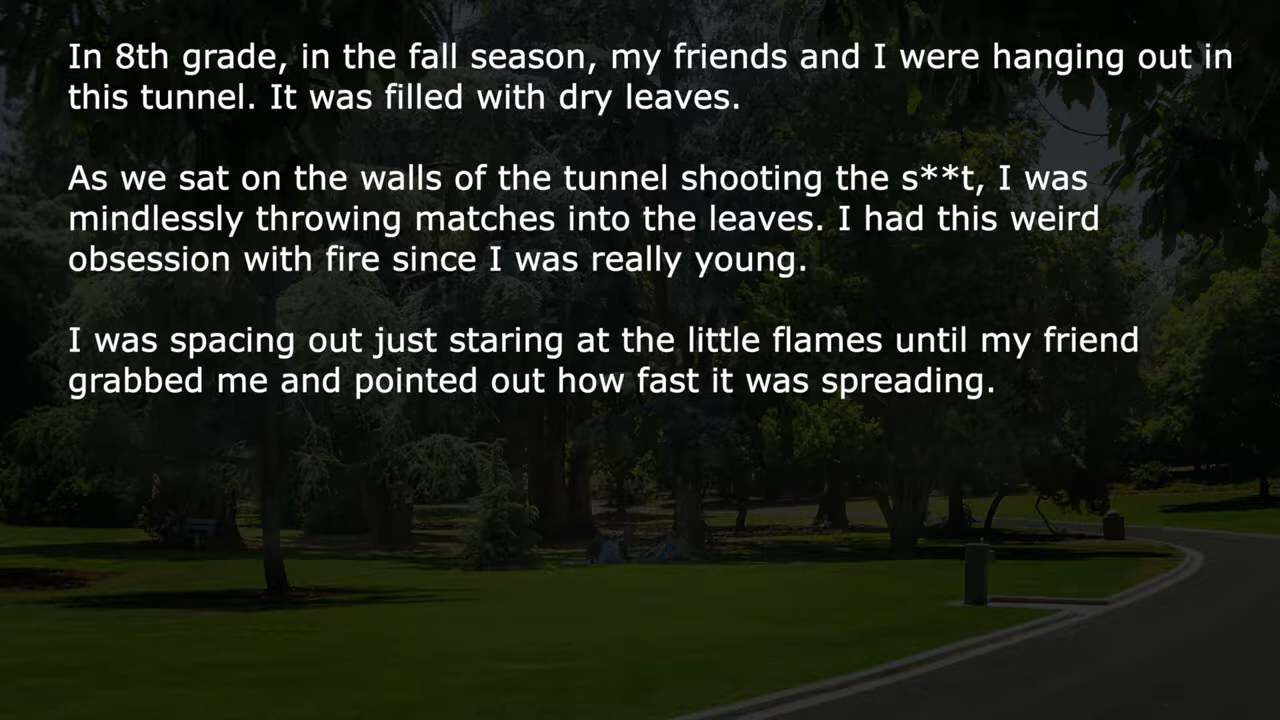 In 8th grade, in the fall season, my friends and I were hanging out in
this tunnel. It was filled with dry leaves.
As we sat on the walls of the tunnel shooting the s**t, I was
mindlessly throwing matches into the leaves. I had this weird
obsession with fire since I was really young.
I was spacing out just staring at the little flames until my friend
grabbed me and pointed out how fast it was spreading.